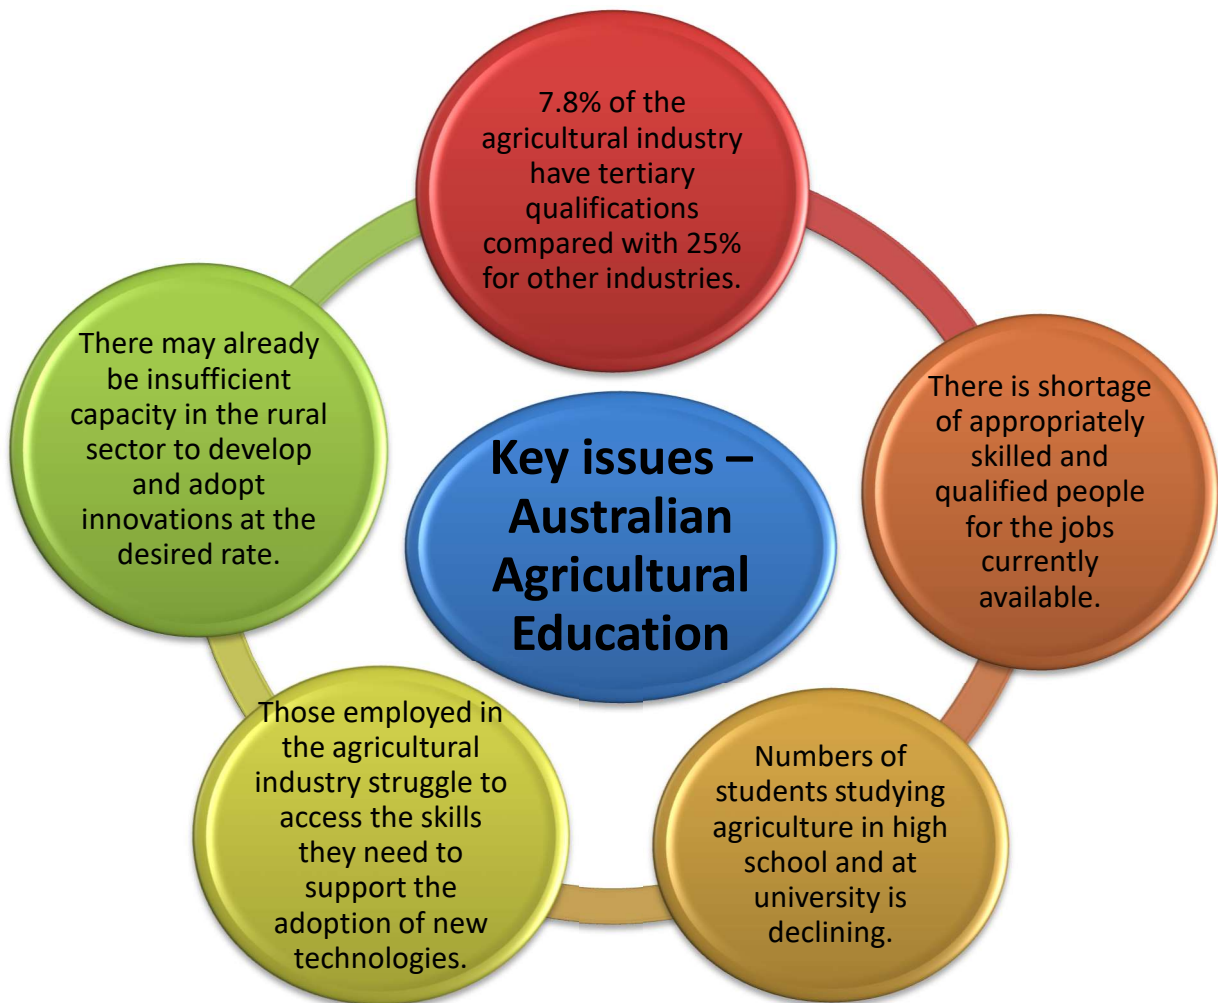 7.8% of the
agricultural industry
have tertiary
qualifications
compared with 25%
for other industries.
There is shortage
of appropriately
skilled and
qualified people
for the jobs
currently
available.
Numbers of
students studying
agriculture in high
school and at
university is
declining.
Those employed in
the agricultural
industry struggle to
access the skills
they need to
support the
adoption of new
technologies.
There may already
be insufficient
capacity in the rural
sector to develop
and adopt
innovations at the
desired rate.
Key issues –
Australian
Agricultural
Education